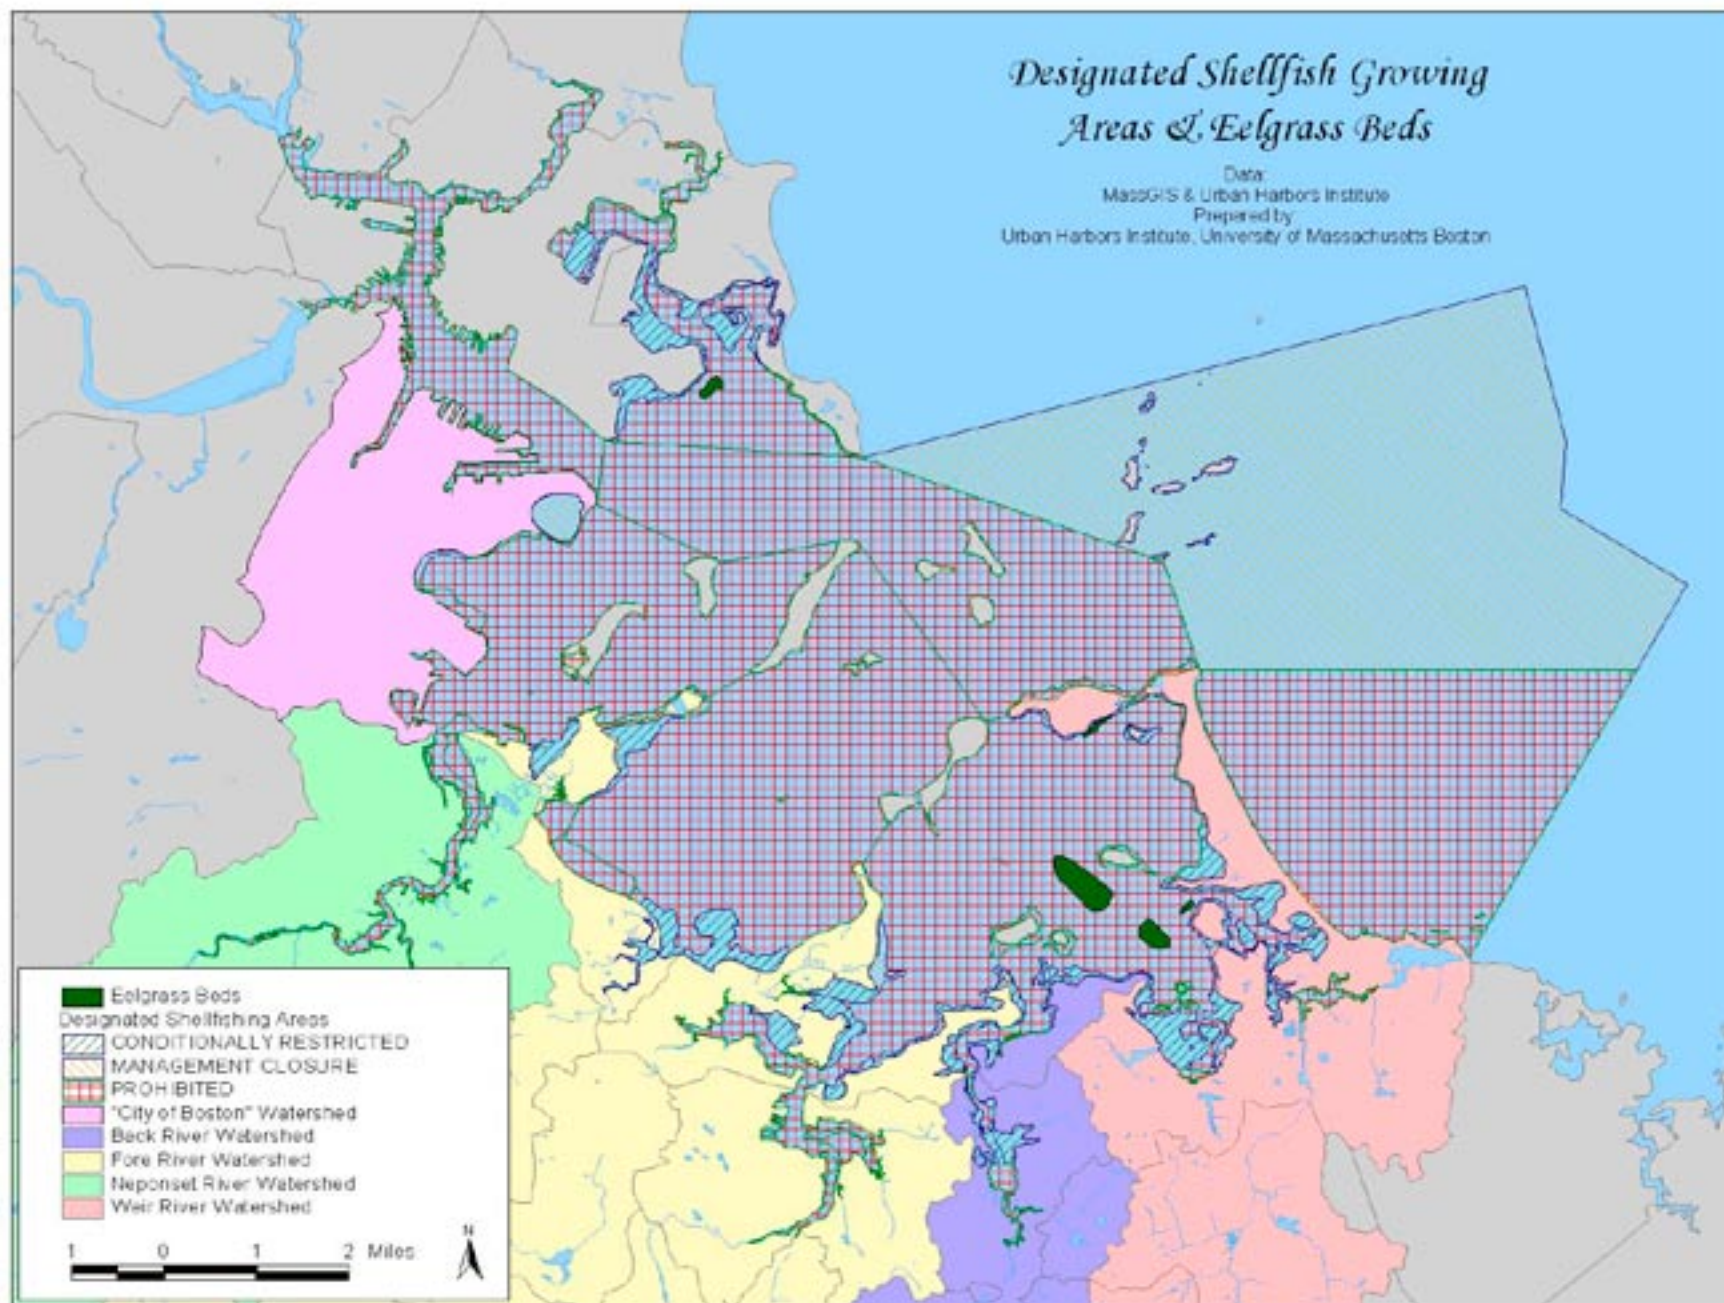 Designated Shellfish Growing
Areas & Eelgrass Beds
Data:
MassGIS & Urban Harbors Institute
Prepared by
Urban Harbors Institute, University of Massachusetts Boston
Eelgrass Beds
Designated Shellfishing Areas
CONDITIONALLY RESTRICTED
MANAGEMENT CLOSURE
PROHIBITED
"City of Boston" Watershed
Back River Watershed
Fore River Watershed
Neponset River Watershed
Weir River Watershed
N
1 0 1 2 Miles